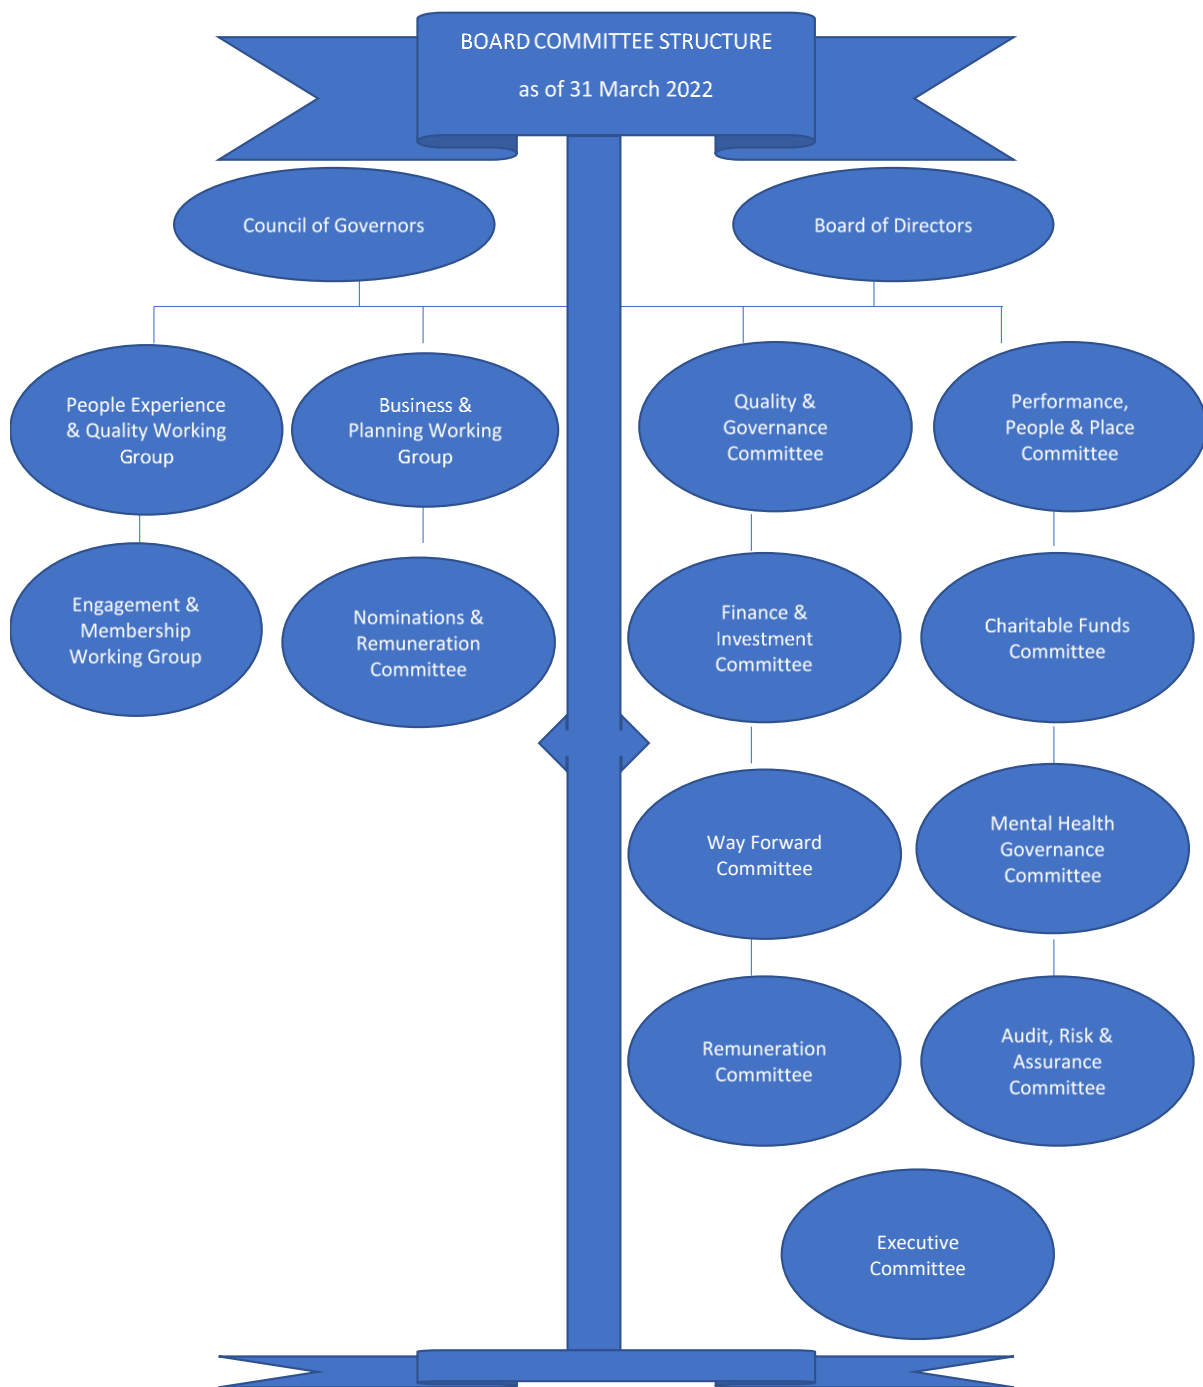 BOARD COMMITTEE STRUCTURE
as of 31 March 2022
Council of Governors
Board of Directors
People Experience
& Quality Working
Group
Business &
Planning Working
Group
Quality &
Governance
Committee
Performance,
People & Place
Committee
Engagement &
Membership
Working Group
Nominations &
Remuneration
Committee
Finance &
Investment
Committee
Charitable Funds
Committee
Way Forward
Committee
Mental Health
Governance
Committee
Remuneration
Committee
Audit, Risk &
Assurance
Committee
Executive
Committee